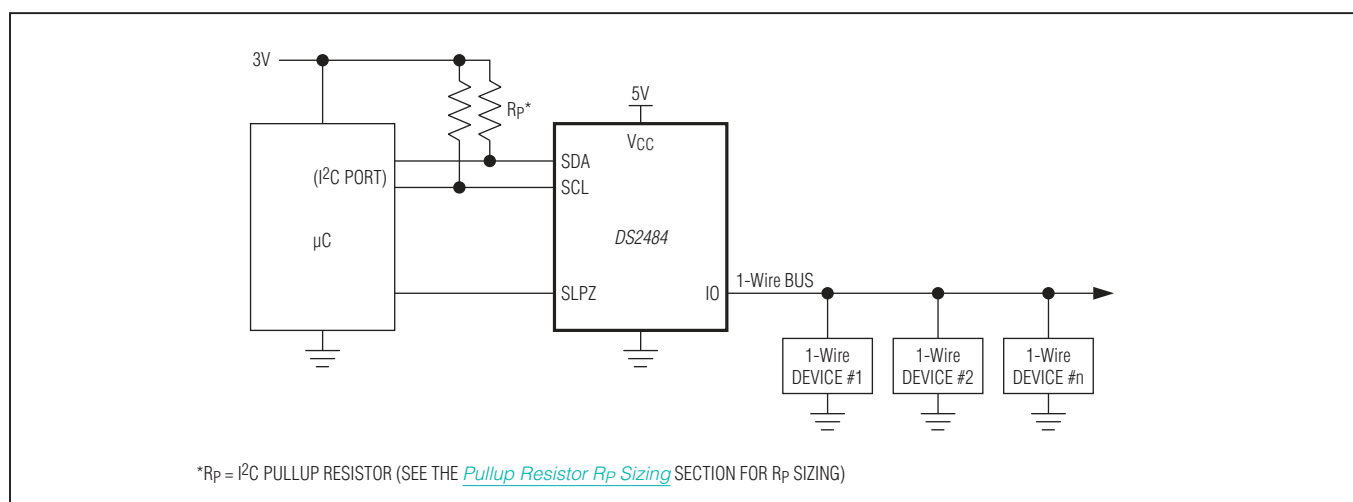 3V
RP*
5V
VCC
(I2C PORT)
SDA
SCL
µC
DS2484
SLPZ
IO
1-Wire BUS
1-Wire
DEVICE #1
1-Wire
DEVICE #2
1-Wire
DEVICE #n
*RP = I2C PULLUP RESISTOR (SEE THE Pullup Resistor RP Sizing SECTION FOR RP SIZING)